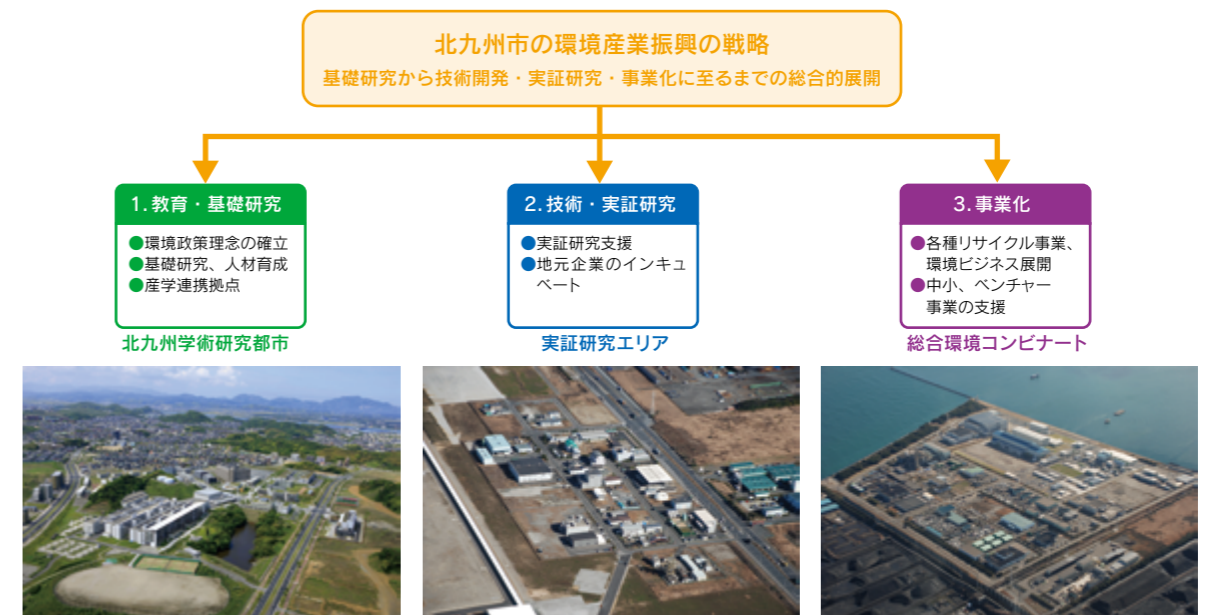 北九州市の環境産業振興の戦略
基礎研究から技術開発・実証研究・事業化に至るまでの総合的展開
1.教育・基礎研究
●環境政策理念の確立
●基礎研究、人材育成
●産学連携拠点
北九州学術研究都市
2.技術・実証研究
●実証研究支援
●地元企業のインキュ
ベート
実証研究エリア
3.事業化
●各種リサイクル事業、
環境ビジネス展開
●中小、ベンチャー
事業の支援
総合環境コンビナート